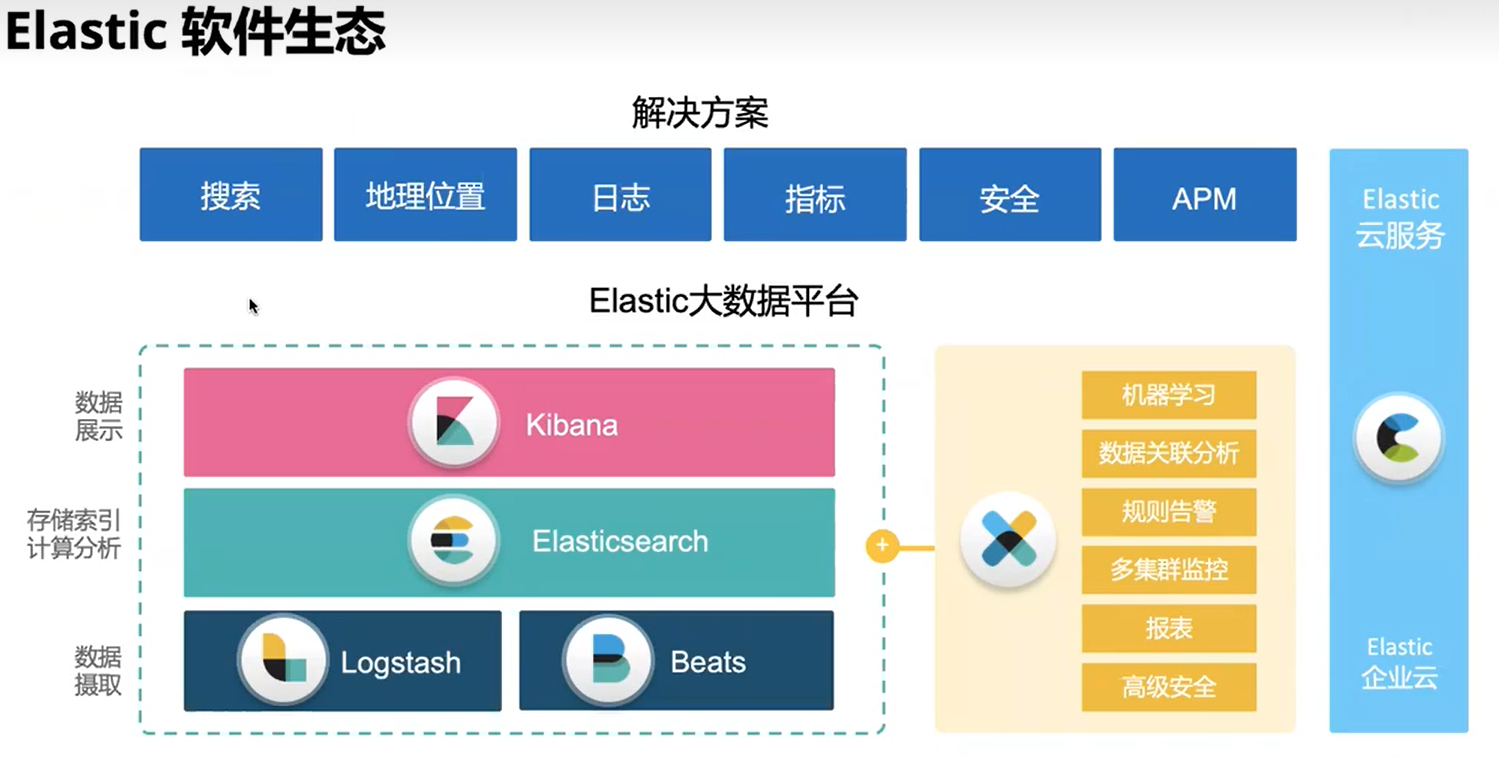 Elastic 软件生态
解决方案
搜索
地理位置
日志
指标
安全
APM
Elastic
云服务
Elastic大数据平台
数据
展示
Kibana
存储索引
计算分析
Elasticsearch
数据
摄取
Logstash
Beats
+
机器学习
数据关联分析
规则告警
多集群监控
报表
高级安全
Elastic
企业云